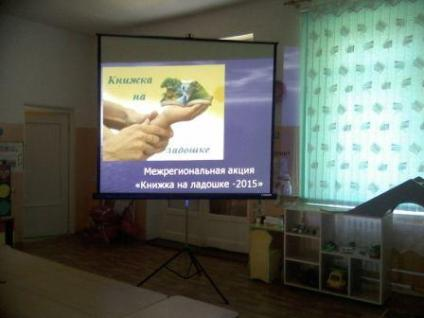 Книжка
на
ладошке
Межрегиональная акция
«Книжка на ладошке -2015»